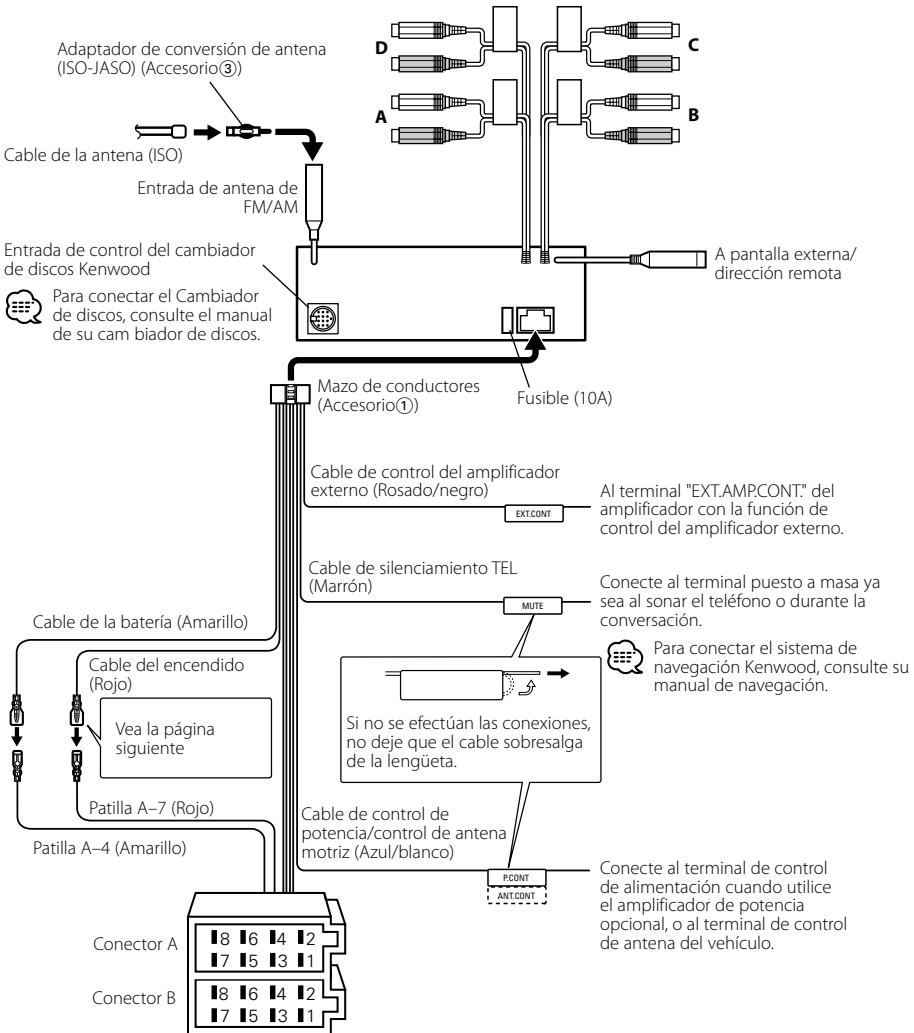 Adaptador de conversión de antena
(ISO-JASO) (Accesorio③)
D
C
A
B
Cable de la antena (ISO)
Entrada de antena de
FM/AM
Entrada de control del cambiador
de discos Kenwood
Para conectar el Cambiador
de discos, consulte el manual
de su cam biador de discos.
A pantalla externa/
dirección remota
Mazo de conductores
(Accesorio①)
Fusible (10A)
Cable de control del amplificador
externo (Rosado/negro)
EXT.CONT
Al terminal "EXT.AMP.CONT." del
amplificador con la función de
control del amplificador externo.
Cable de silenciamiento TEL
(Marrón)
MUTE
Conecte al terminal puesto a masa ya
sea al sonar el teléfono o durante la
conversación.
Para conectar el sistema de
navegación Kenwood, consulte su
manual de navegación.
Cable de la batería (Amarillo)
Cable del encendido
(Rojo)
Vea la página
siguiente
Si no se efectúan las conexiones,
no deje que el cable sobresalga
de la lengüeta.
Patilla A–7 (Rojo)
Patilla A–4 (Amarillo)
Cable de control de
potencia/control de antena
motriz (Azul/blanco)
P.CONT
ANT.CONT
Conecte al terminal de control
de alimentación cuando utilice
el amplificador de potencia
opcional, o al terminal de control
de antena del vehículo.
Conector A
8 6 4 2
7 5 3 1
Conector B
8 6 4 2
7 5 3 1